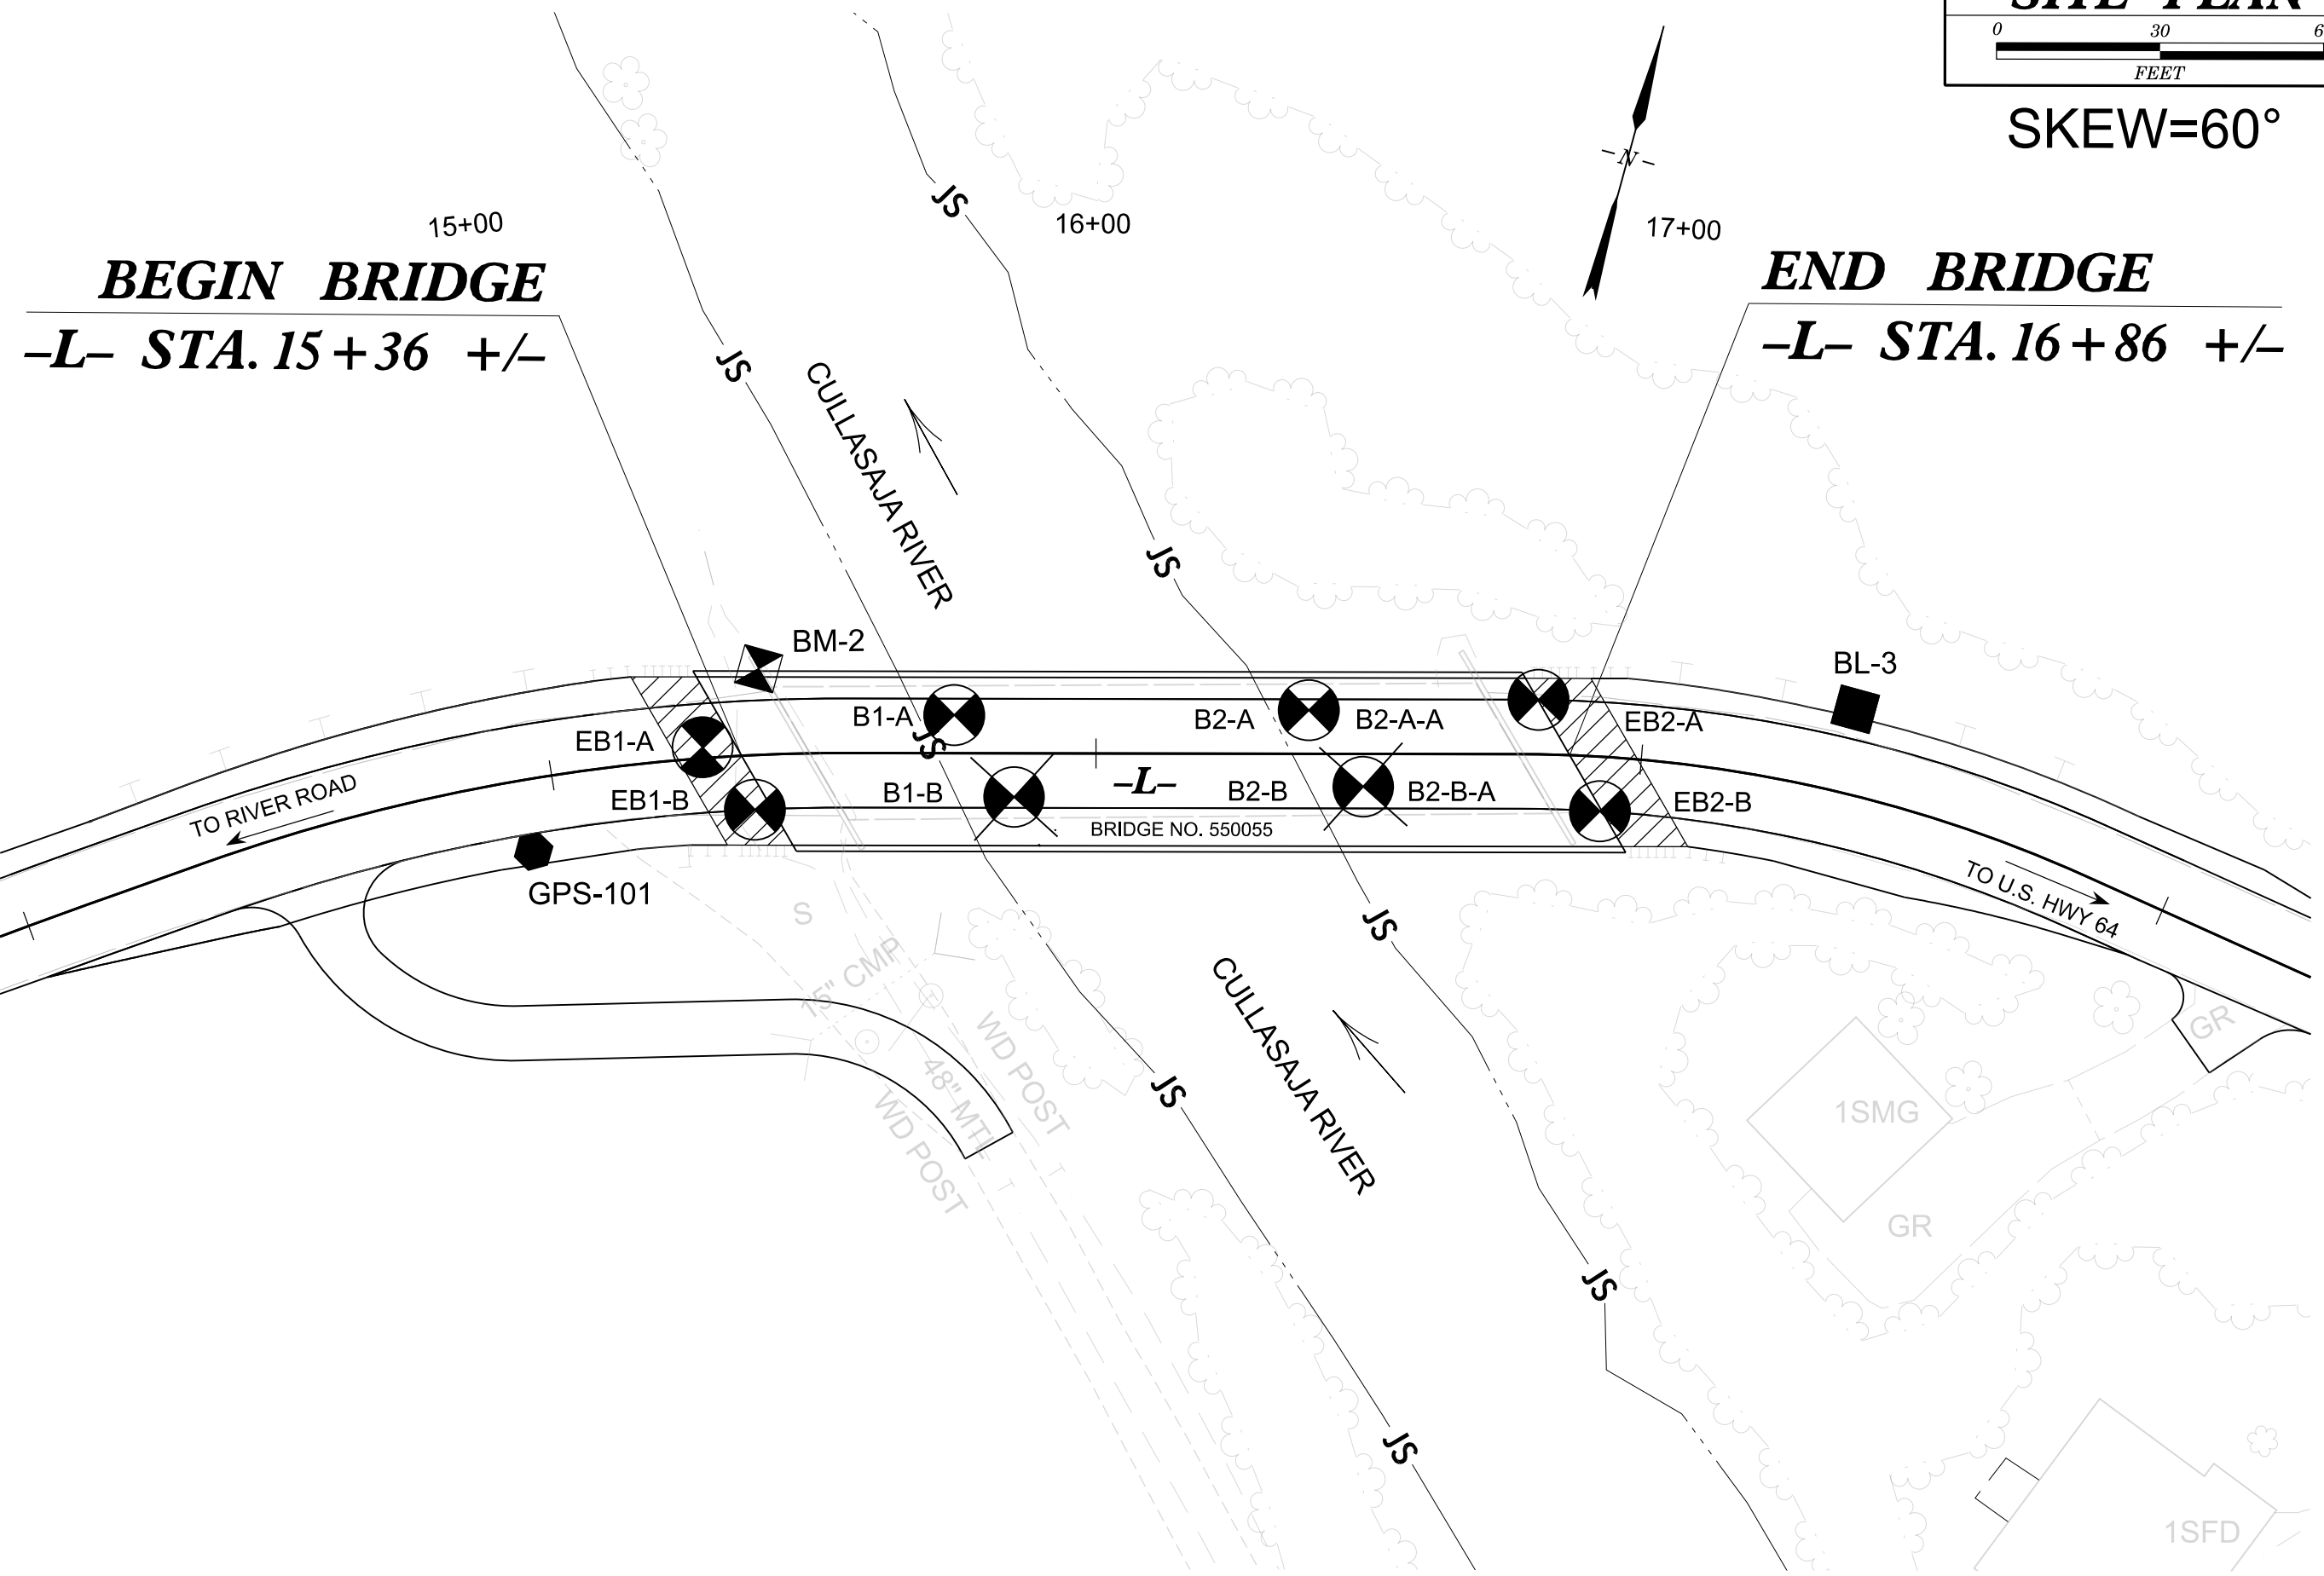 SITE PLAN
0 30 6
FEET
SKEW=60°
-N-
JS
15+00
16+00
17+00
BEGIN BRIDGE
-L- STA. 15+36 +/-
END BRIDGE
-L- STA. 16+86 +/-
JS
CULLASAJA RIVER
JS
BM-2
BL-3
B1-A
B2-A
B2-A-A
EB2-A
EB1-A
JS
-L-
TO RIVER ROAD
EB1-B
B1-B
B2-B
B2-B-A
EB2-B
BRIDGE NO. 550055
GPS-101
TO U.S. HWY 64
S
JS
15" CMP
CULLASAJA RIVER
WD POST
48" MTL
WD POST
JS
GR
1SMG
GR
JS
JS
1SFD